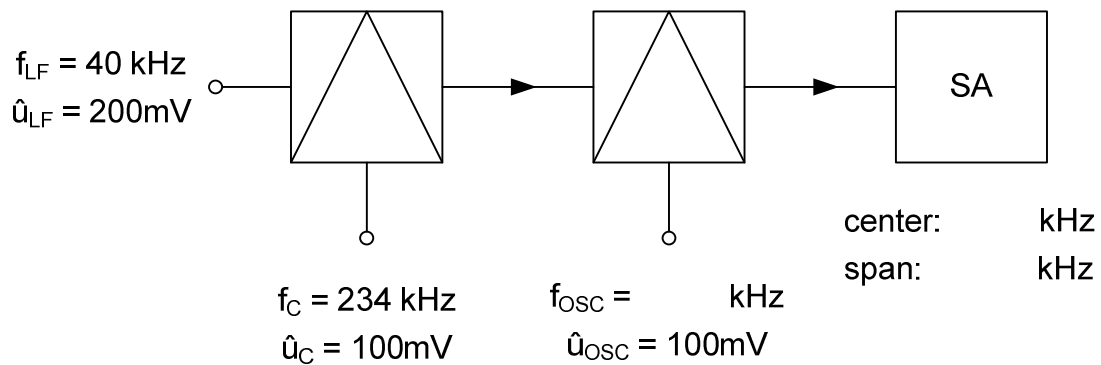 f_LF = 40 kHz
û_LF = 200mV
SA
center: kHz
span: kHz
f_C = 234 kHz
û_C = 100mV
f_OSC = kHz
û_OSC = 100mV